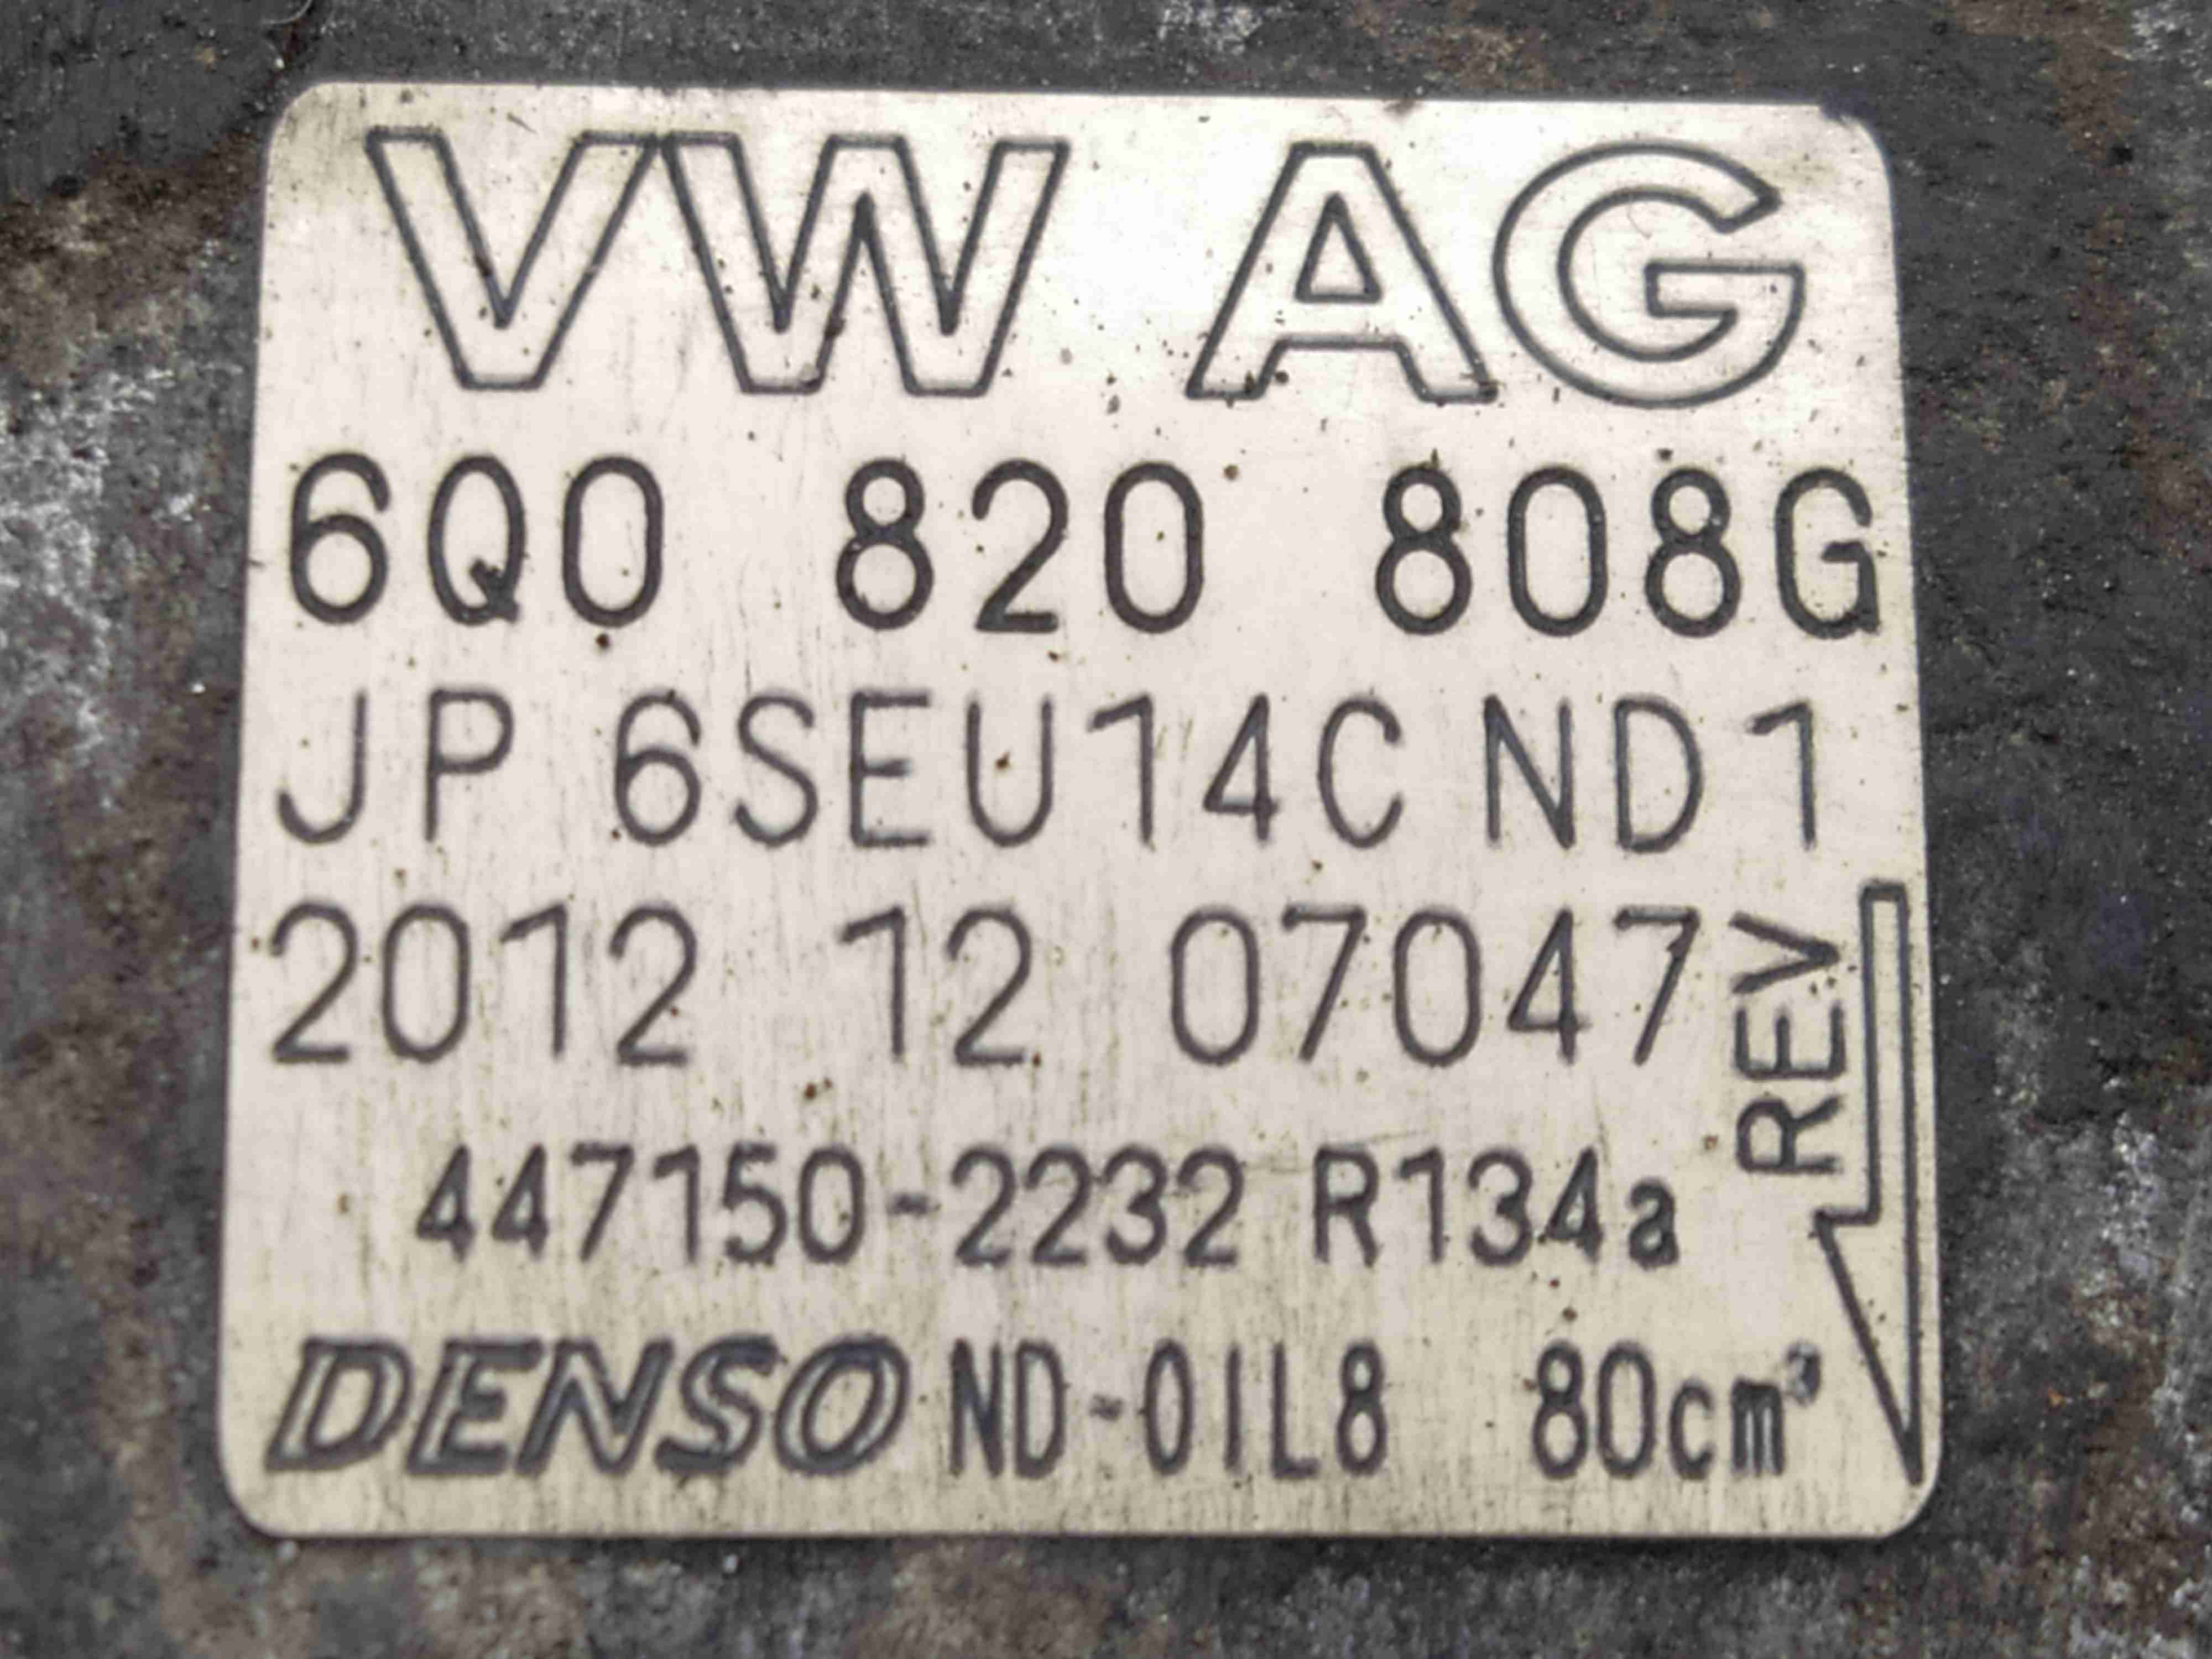 VW AG
6Q0 820 808G
JP 6SEU14C ND1
2012 12 07047
REV
447150-2232 R134a
DENSO ND-OIL8 80cm³